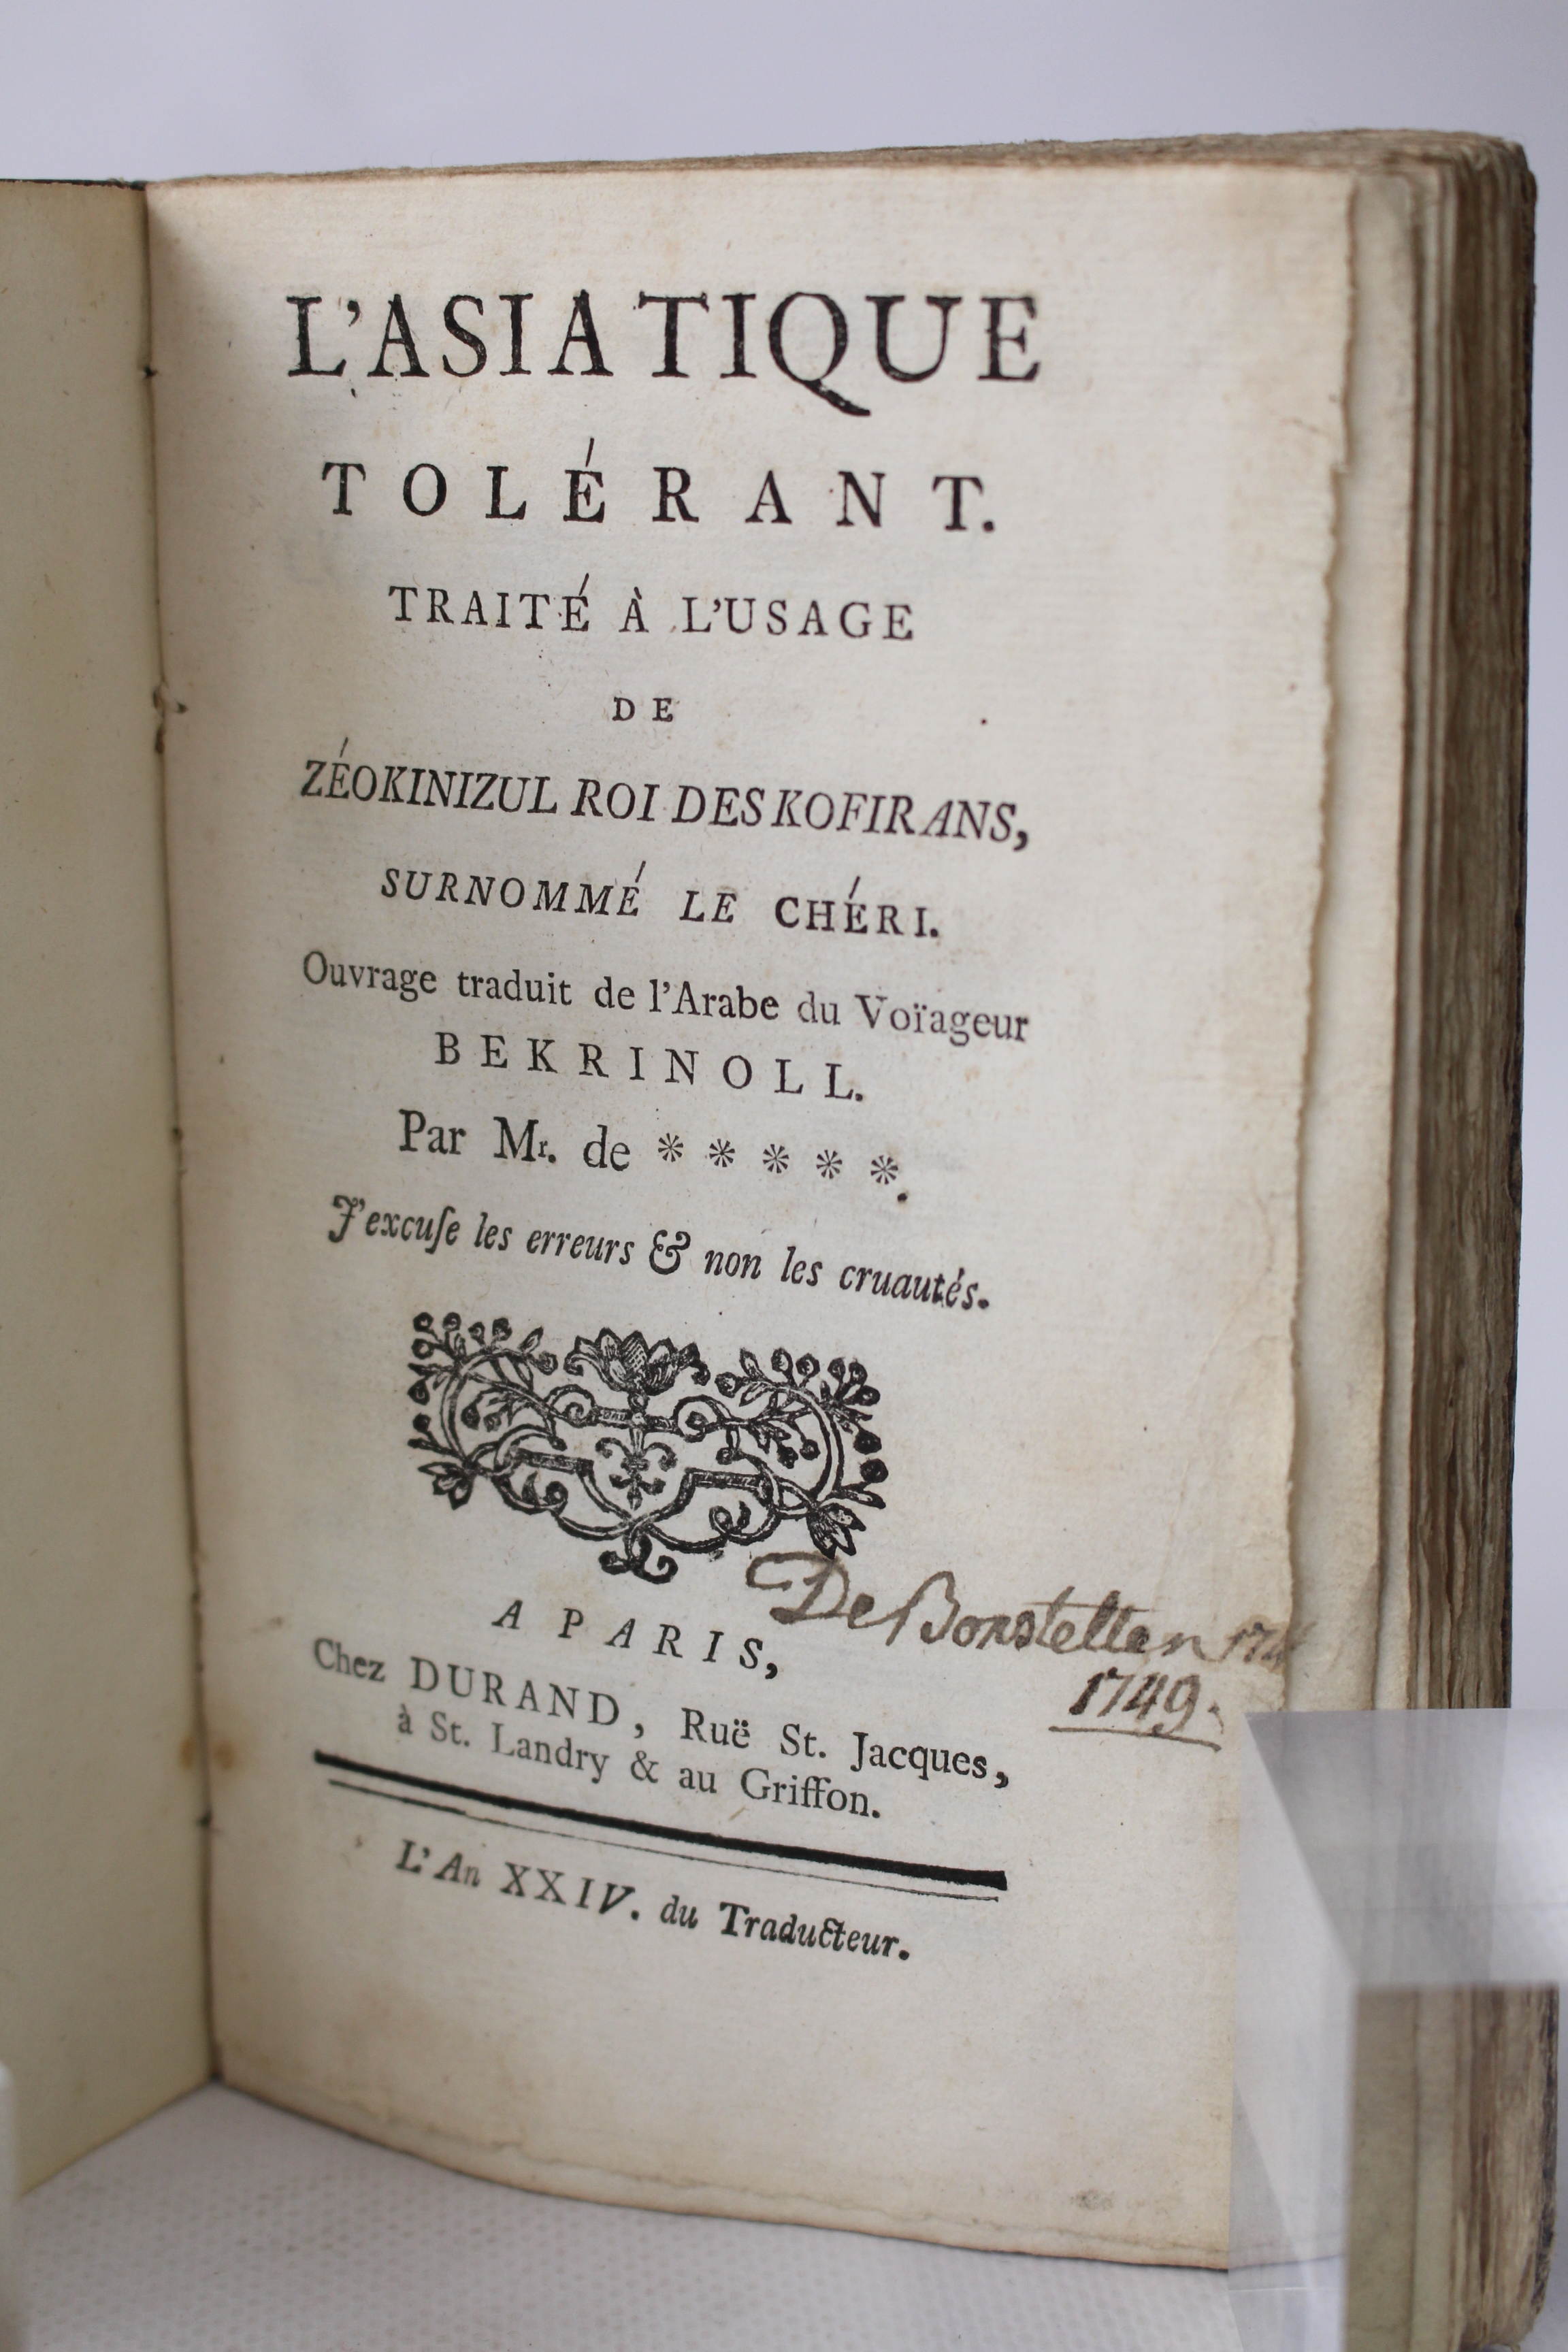 L'ASIATIQUE
TOLÉRANT.
TRAITÉ À L'USAGE
DE
ZÉOKINIZUL ROI DES KOFIRANS,
SURNOMMÉ LE CHÉRI.
Ouvrage traduit de l'Arabe du Voïageur
BEKRINOLL.
Par Mr. de * * * * *.
J'excuſe les erreurs & non les cruautés.
De Bonstetten
1749.
A PARIS,
Chez DURAND, Ruë St. Jacques,
à St. Landry & au Griffon.
L'An XXIV. du Traducteur.